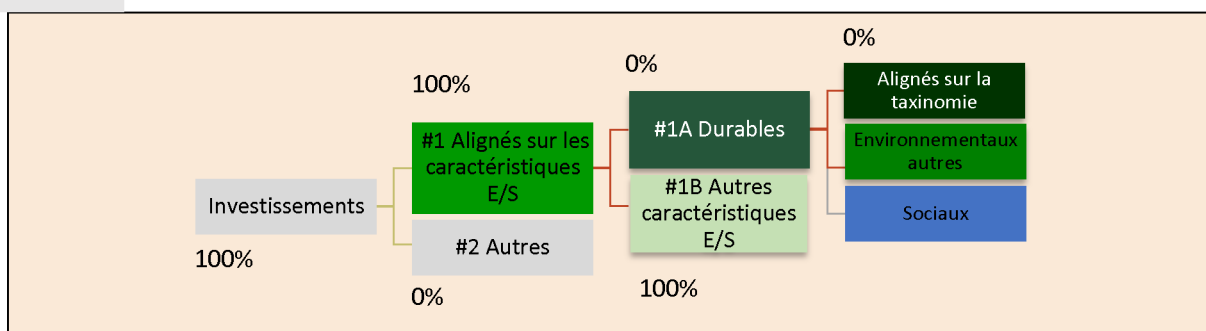 Investissements
100%
100%
#1 Alignés sur les
caractéristiques
E/S
#2 Autres
0%
0%
#1A Durables
#1B Autres
caractéristiques
E/S
100%
0%
Alignés sur la
taxinomie
Environnementaux
autres
Sociaux